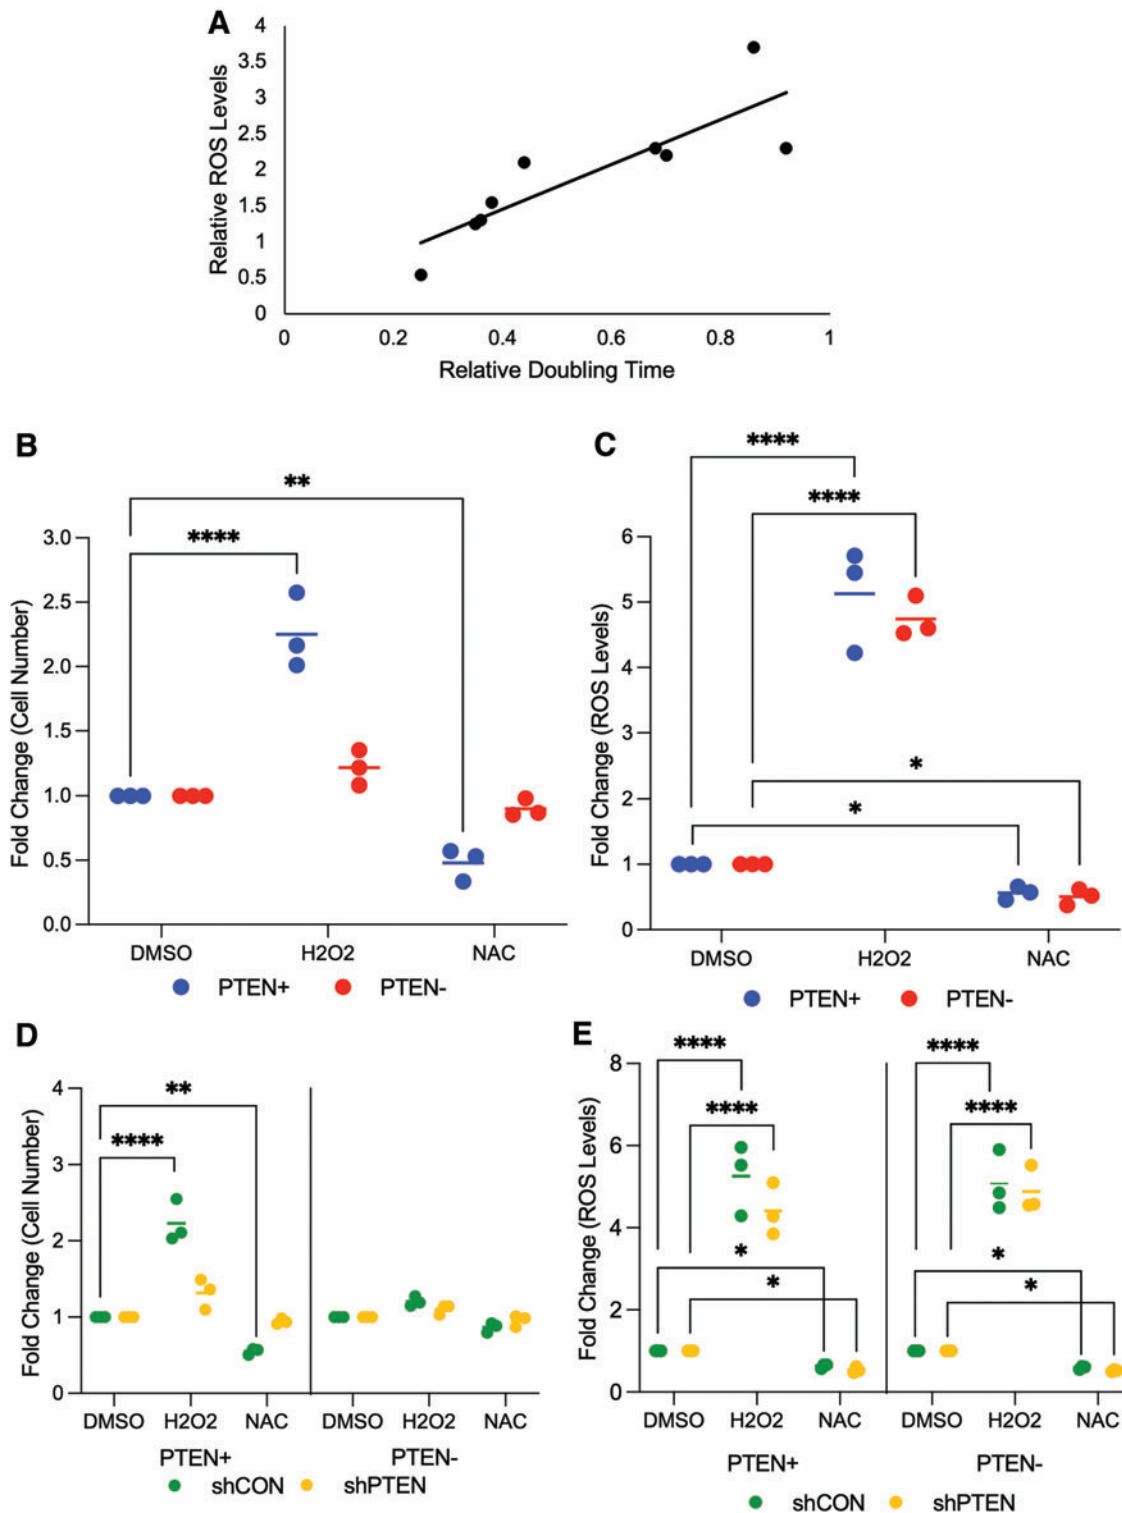 A
Relative ROS Levels
4
3.5
3
2.5
2
1.5
1
0.5
0
0 0.2 0.4 0.6 0.8 1
Relative Doubling Time
B
Fold Change (Cell Number)
**
****
3.0
2.5
2.0
1.5
1.0
0.5
0.0
DMSO H2O2 NAC
PTEN+ PTEN-
C
Fold Change (ROS Levels)
****
****
*
*
6
5
4
3
2
1
0
DMSO H2O2 NAC
PTEN+ PTEN-
D
Fold Change (Cell Number)
**
****
4
3
2
1
0
DMSO H2O2 NAC DMSO H2O2 NAC
PTEN+ PTEN-
shCON shPTEN
E
Fold Change (ROS Levels)
**** ****
**** ****
* *
* *
8
6
4
2
0
DMSO H2O2 NAC DMSO H2O2 NAC
PTEN+ PTEN-
shCON shPTEN